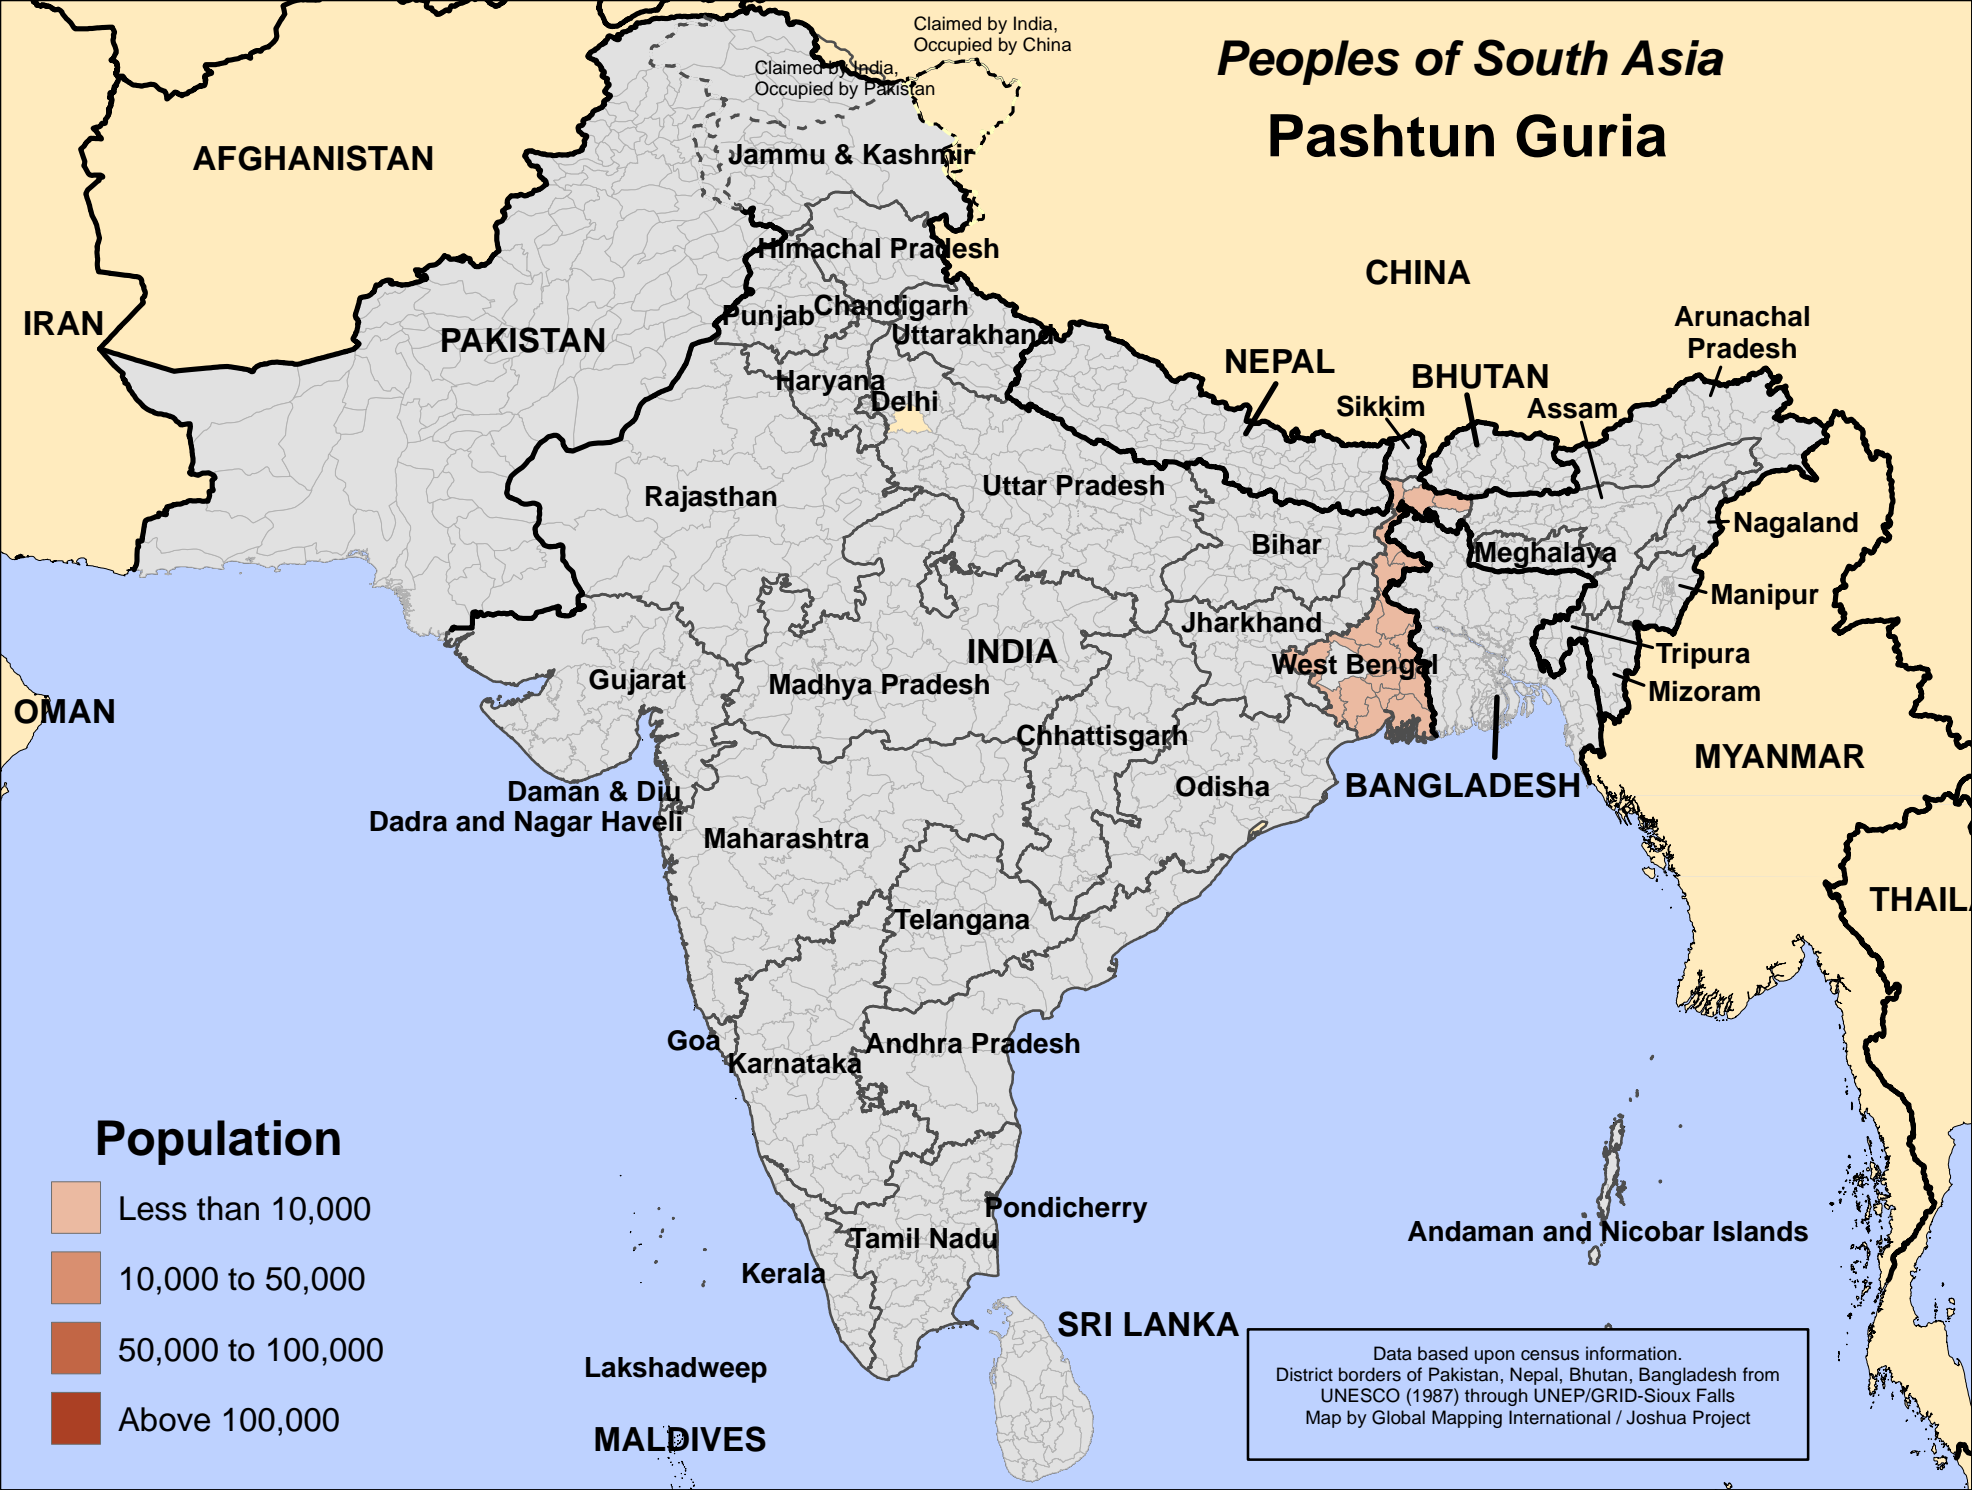 Claimed by India,
Occupied by China
Peoples of South Asia
Pashtun Guria
Claimed by India,
Occupied by Pakistan
AFGHANISTAN
Jammu & Kashmir
Himachal Pradesh
CHINA
IRAN
PAKISTAN
Punjab
Chandigarh
Uttarakhand
Arunachal
Pradesh
NEPAL
BHUTAN
Haryana
Delhi
Sikkim
Assam
Rajasthan
Uttar Pradesh
Bihar
Meghalaya
Nagaland
Manipur
Jharkhand
INDIA
West Bengal
Tripura
Mizoram
Gujarat
Madhya Pradesh
OMAN
Chhattisgarh
MYANMAR
Odisha
BANGLADESH
Daman & Diu
Dadra and Nagar Haveli
Maharashtra
Telangana
THAILA
Goa
Karnataka
Andhra Pradesh
Pondicherry
Tamil Nadu
Kerala
Andaman and Nicobar Islands
SRI LANKA
Lakshadweep
MALDIVES
Population
Less than 10,000
10,000 to 50,000
50,000 to 100,000
Above 100,000
Data based upon census information.
District borders of Pakistan, Nepal, Bhutan, Bangladesh from
UNESCO (1987) through UNEP/GRID-Sioux Falls
Map by Global Mapping International / Joshua Project